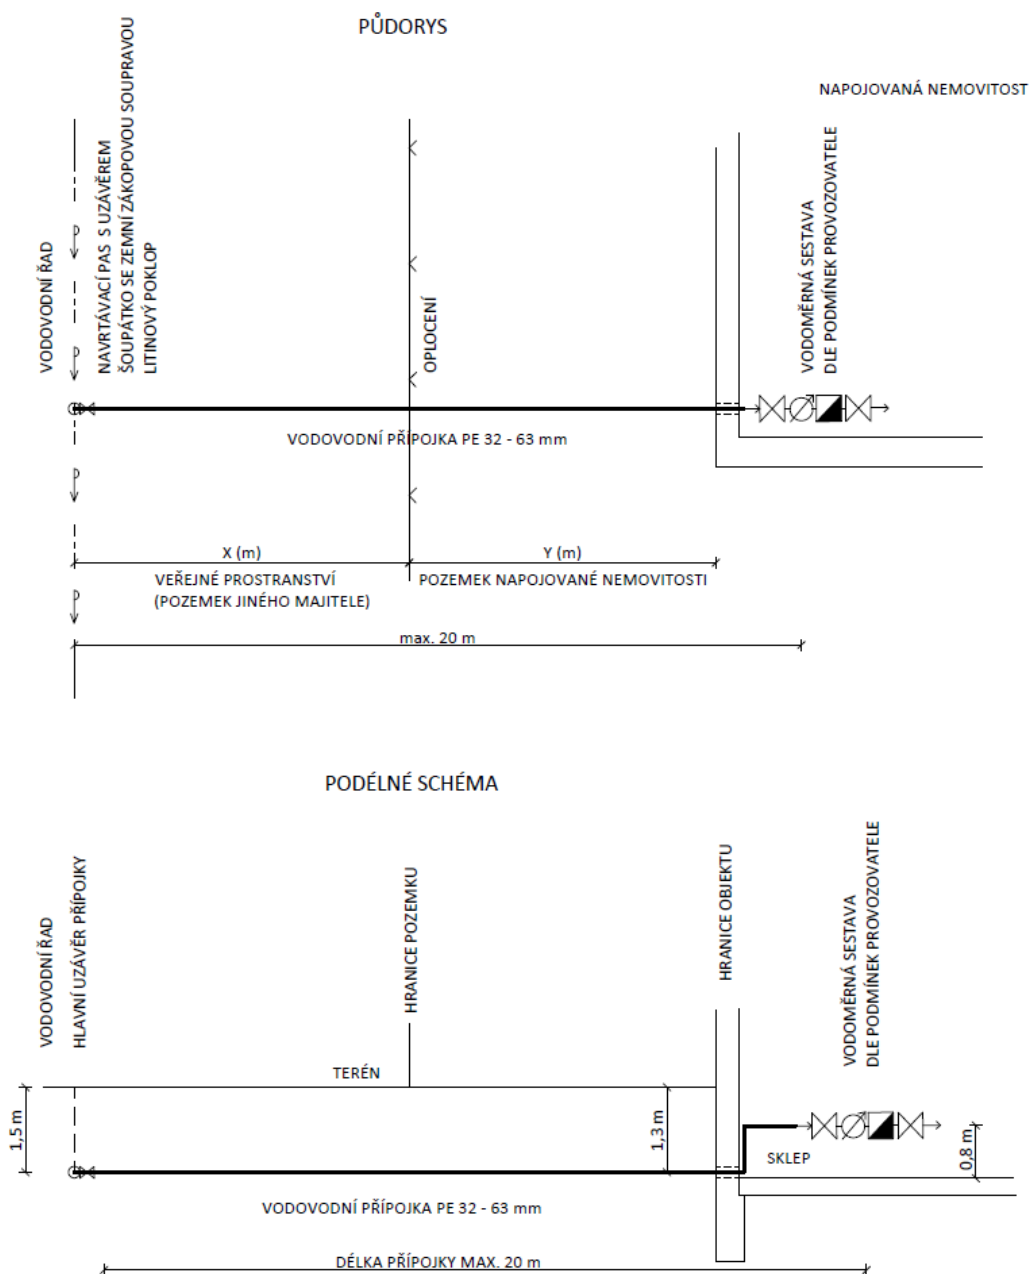 PŮDORYS
NAPOJOVANÁ NEMOVITOST
VODOVODNÍ ŘAD
NAVRTÁVACÍ PAS S UZÁVĚREM
ŠOUPÁTKO SE ZEMNÍ ZÁKOPOVOU SOUPRAVOU
LITINOVÝ POKLOP
OPLOCENÍ
VODOMĚRNÁ SESTAVA
DLE PODMÍNEK PROVOZOVATELE
VODOVODNÍ PŘÍPOJKA PE 32 - 63 mm
X (m)
Y (m)
VEŘEJNÉ PROSTRANSTVÍ
(POZEMEK JINÉHO MAJITELE)
POZEMEK NAPOJOVANÉ NEMOVITOSTI
max. 20 m
PODÉLNÉ SCHÉMA
VODOVODNÍ ŘAD
HLAVNÍ UZÁVĚR PŘÍPOJKY
HRANICE POZEMKU
HRANICE OBJEKTU
VODOMĚRNÁ SESTAVA
DLE PODMÍNEK PROVOZOVATELE
TERÉN
1,5 m
1,3 m
SKLEP
0,8 m
VODOVODNÍ PŘÍPOJKA PE 32 - 63 mm
DÉLKA PŘÍPOJKY MAX. 20 m